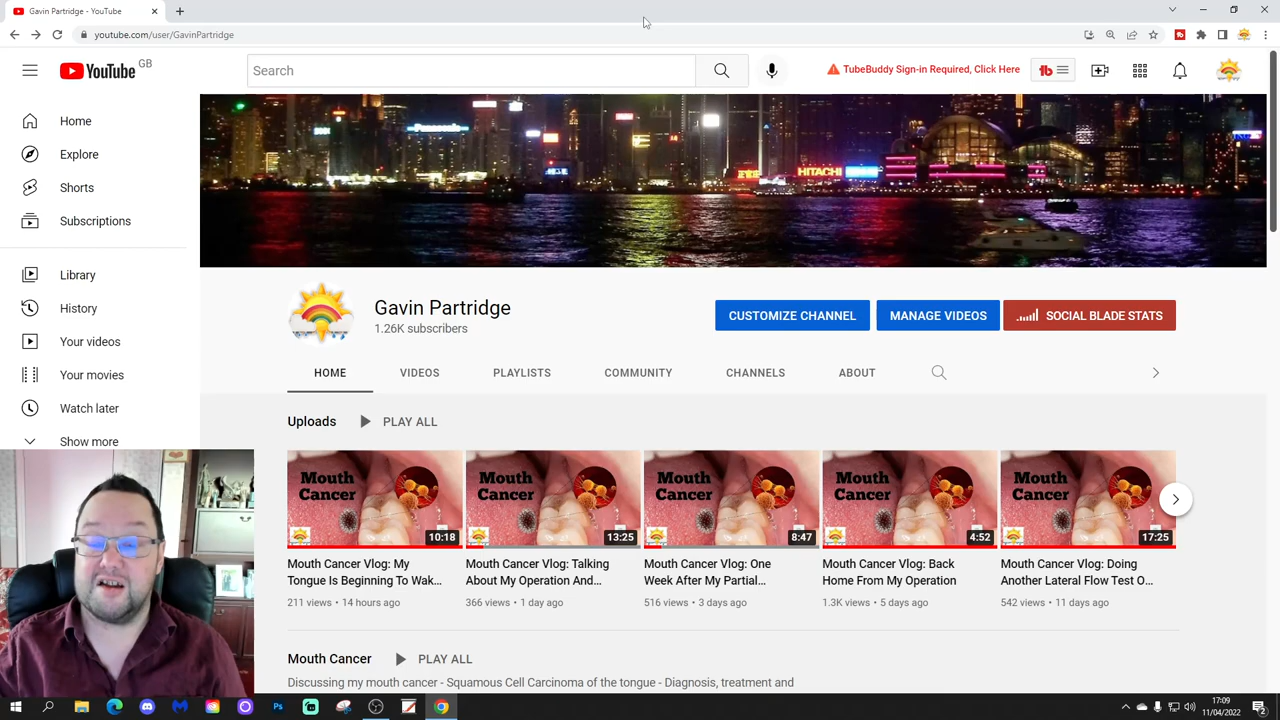 Gavin Partridge - YouTube
youtube.com/user/GavinPartridge
YouTube GB
Search
TubeBuddy Sign-in Required, Click Here
tb
Home
Explore
Shorts
Subscriptions
Library
History
Your videos
Your movies
Watch later
Show more
HITACHI
Gavin Partridge
1.26K subscribers
CUSTOMIZE CHANNEL
MANAGE VIDEOS
SOCIAL BLADE STATS
HOME
VIDEOS
PLAYLISTS
COMMUNITY
CHANNELS
ABOUT
Uploads
PLAY ALL
Mouth
Cancer
10:18
Mouth Cancer Vlog: My
Tongue Is Beginning To Wak...
211 views • 14 hours ago
Mouth
Cancer
13:25
Mouth Cancer Vlog: Talking
About My Operation And...
366 views • 1 day ago
Mouth
Cancer
8:47
Mouth Cancer Vlog: One
Week After My Partial...
516 views • 3 days ago
Mouth
Cancer
4:52
Mouth Cancer Vlog: Back
Home From My Operation
1.3K views • 5 days ago
Mouth
Cancer
17:25
Mouth Cancer Vlog: Doing
Another Lateral Flow Test O...
542 views • 11 days ago
Mouth Cancer
PLAY ALL
Discussing my mouth cancer - Squamous Cell Carcinoma of the tongue - Diagnosis, treatment and
Ps
17:09
11/04/2022
2